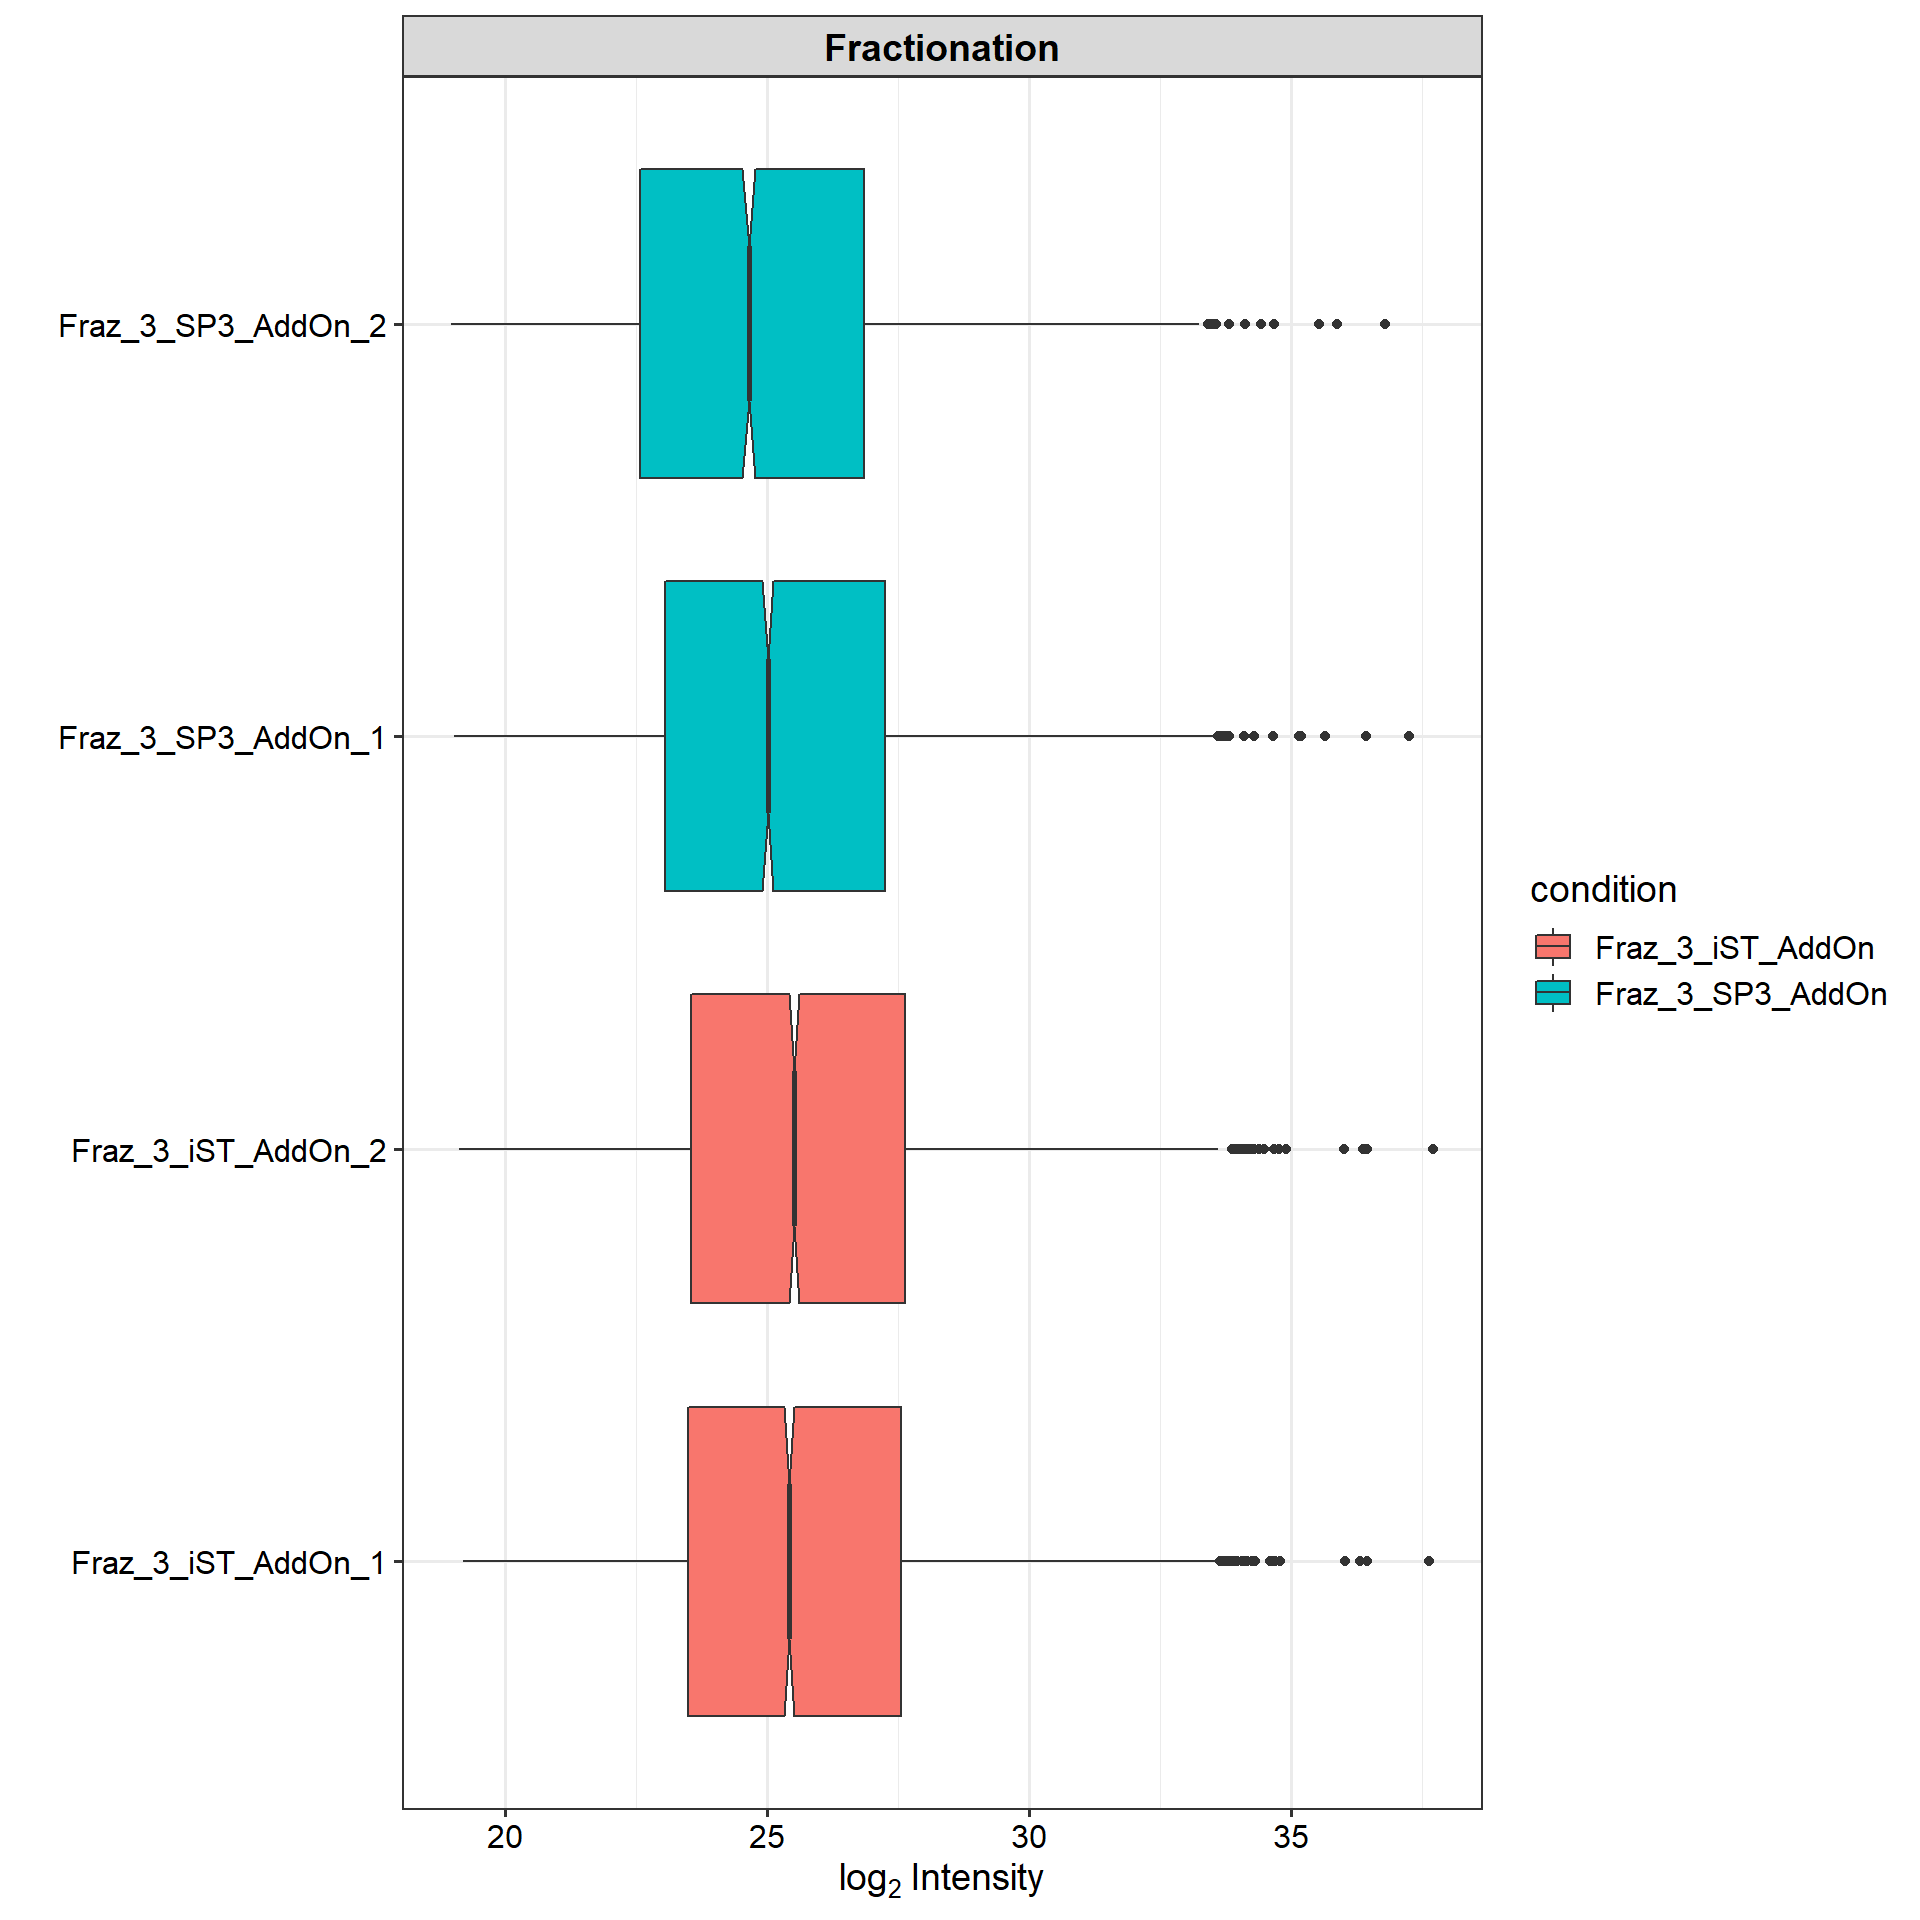 Fractionation
Fraz_3_SP3_AddOn_2
Fraz_3_SP3_AddOn_1
Fraz_3_iST_AddOn_2
Fraz_3_iST_AddOn_1
20 25 30 35
log₂ Intensity
condition
Fraz_3_iST_AddOn
Fraz_3_SP3_AddOn